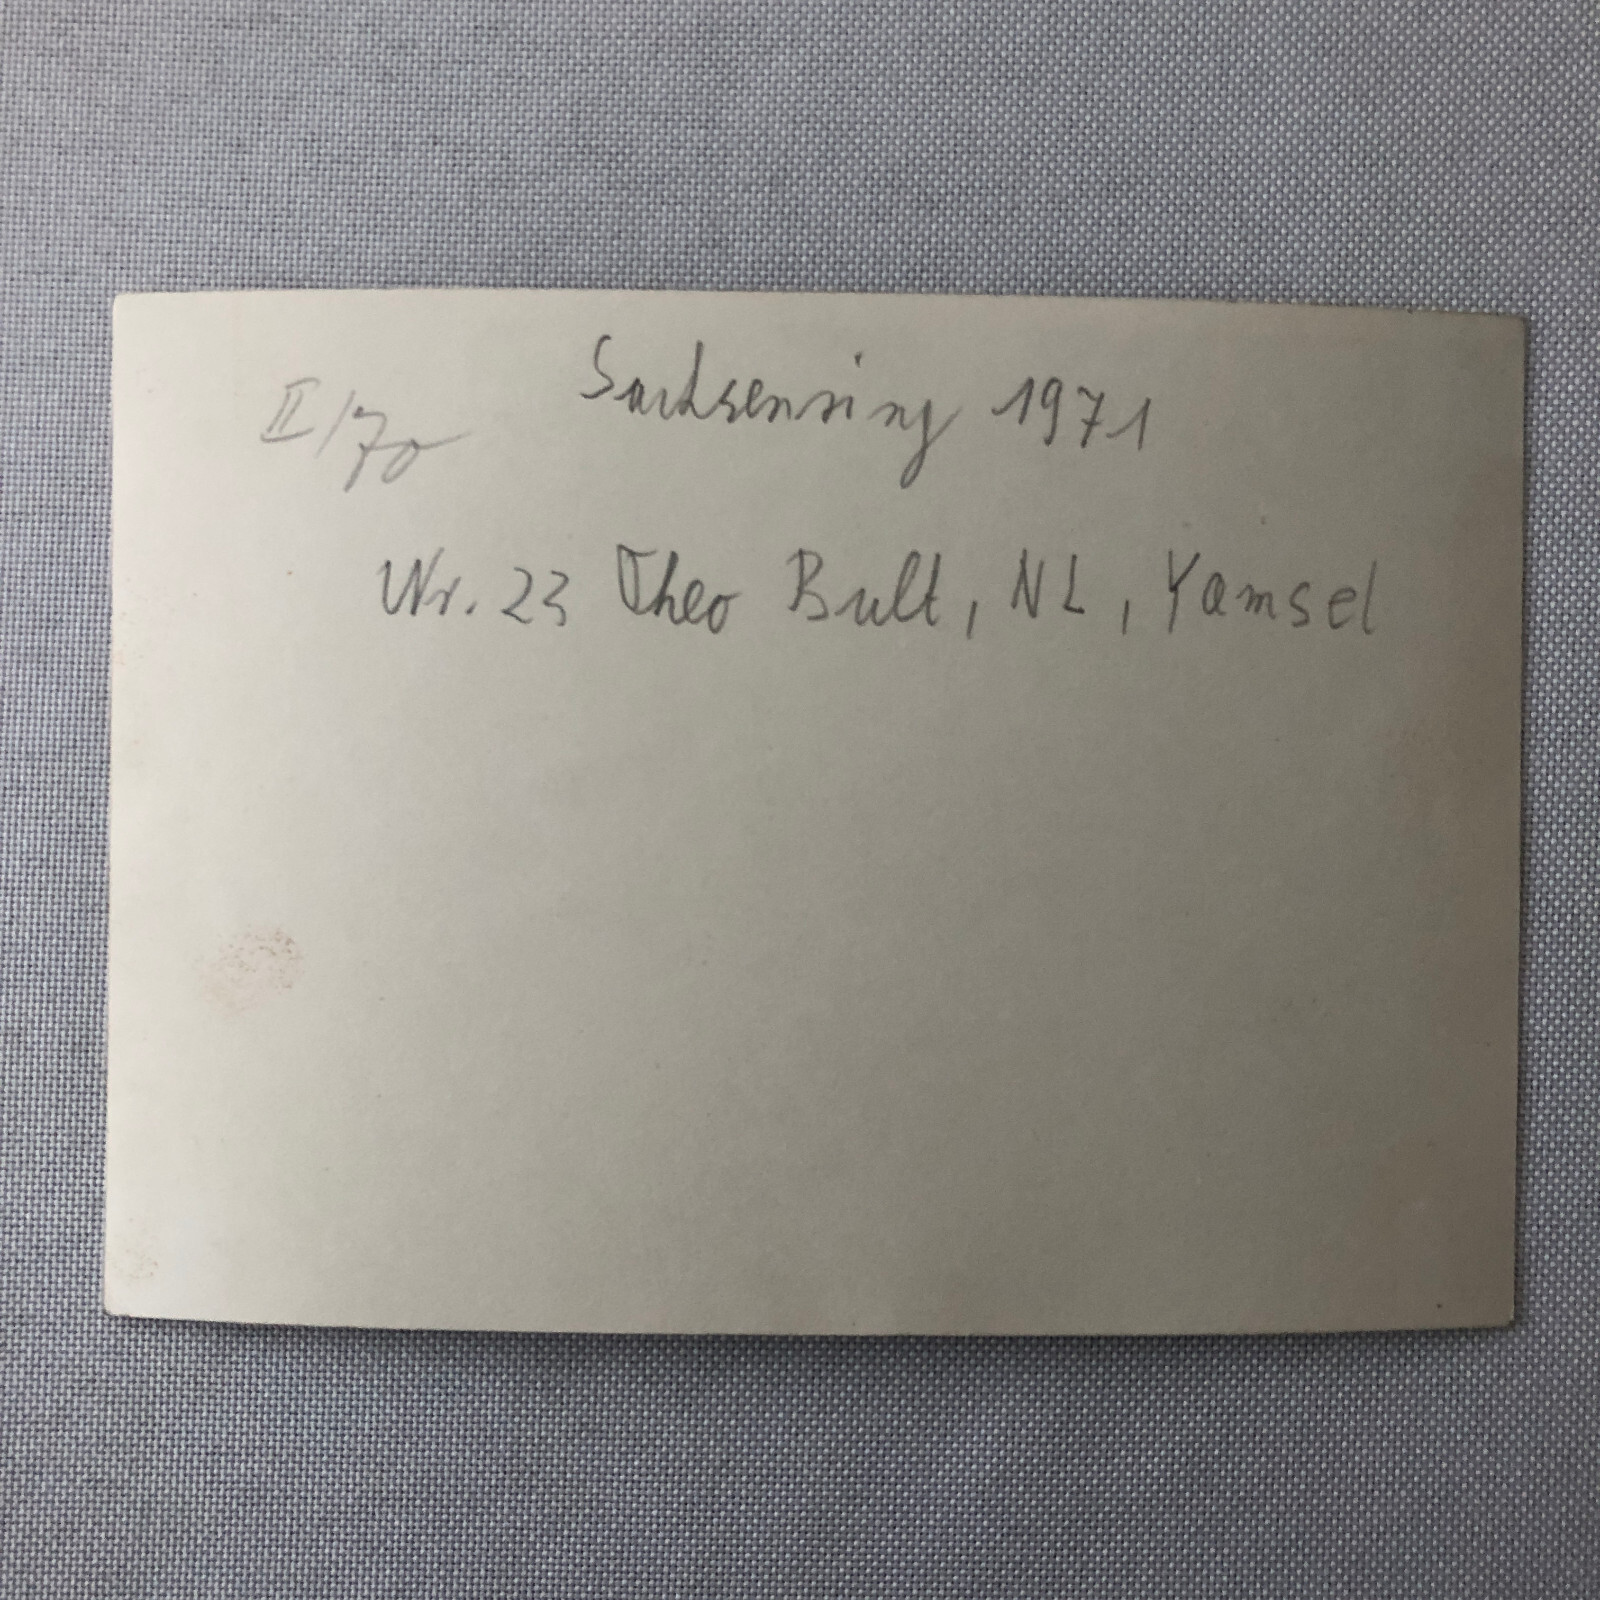 II/70
Sachsenring 1971
Nr. 23 Theo Bult, NL, Yamsel